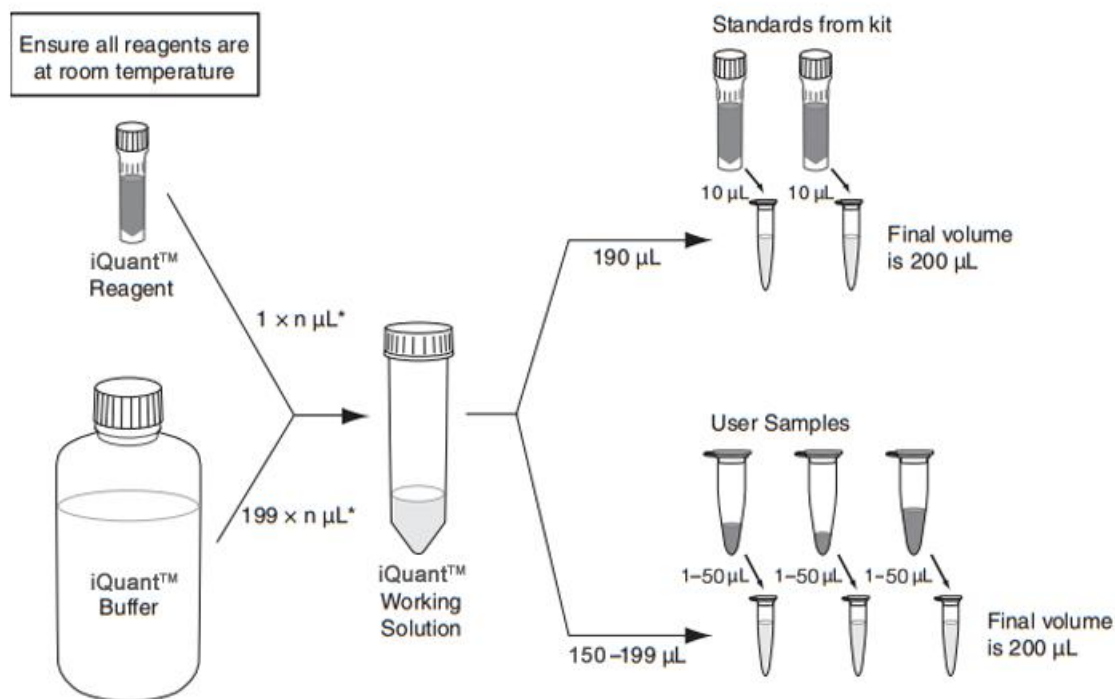 Ensure all reagents are
at room temperature
iQuant™
Reagent
1 × n µL*
iQuant™
Buffer
199 × n µL*
iQuant™
Working
Solution
190 µL
Standards from kit
10 µL
10 µL
Final volume
is 200 µL
150–199 µL
User Samples
1–50 µL
1–50 µL
1–50 µL
Final volume
is 200 µL